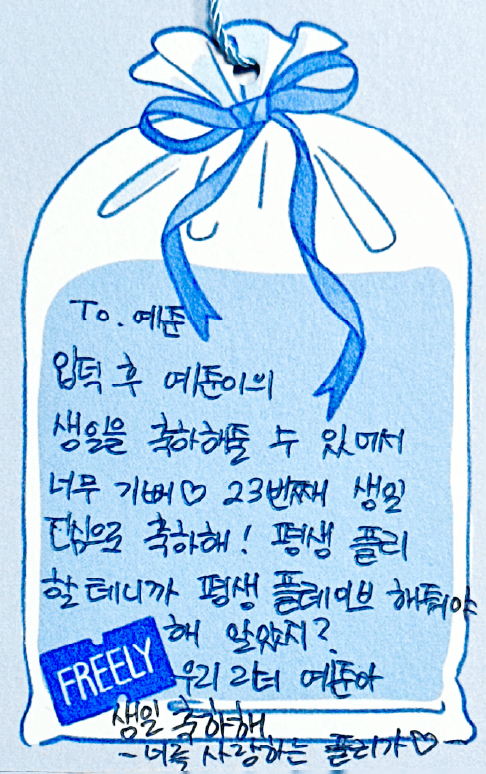 To. 예준
입덕 후 예준이의
생일을 축하해줄 수 있어서
너무 기뻐♡ 23번째 생일
진심으로 축하해! 평생 플리
할테니까 평생 플레이브 해줘야
해 알았지?
FREELY
우리 리더 예준아
생일 축하해
-너를 사랑하는 플리가♡-